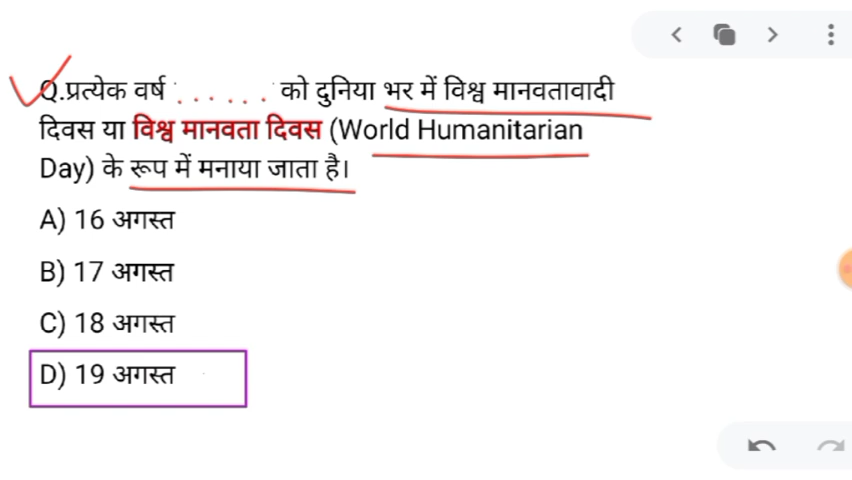 Q.प्रत्येक वर्ष ...... को दुनिया भर में विश्व मानवतावादी
दिवस या विश्व मानवता दिवस (World Humanitarian
Day) के रूप में मनाया जाता है।
A) 16 अगस्त
B) 17 अगस्त
C) 18 अगस्त
D) 19 अगस्त